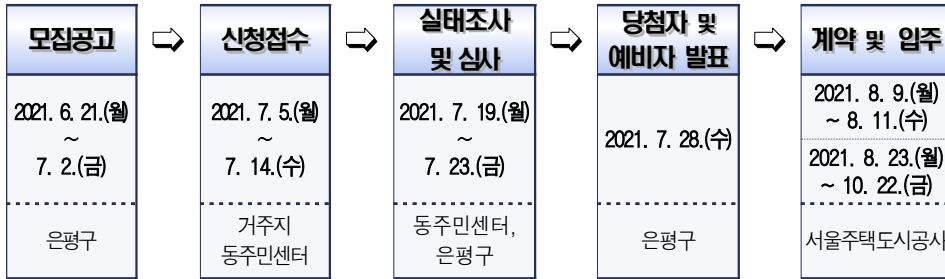 모집공고
2021. 6. 21.(월)
~
7. 2.(금)
은평구
신청접수
2021. 7. 5.(월)
~
7. 14.(수)
거주지
동주민센터
실태조사
및 심사
2021. 7. 19.(월)
~
7. 23.(금)
동주민센터,
은평구
당첨자 및
예비자 발표
2021. 7. 28.(수)
은평구
계약 및 입주
2021. 8. 9.(월)
~ 8. 11.(수)
2021. 8. 23.(월)
~ 10. 22.(금)
서울주택도시공사